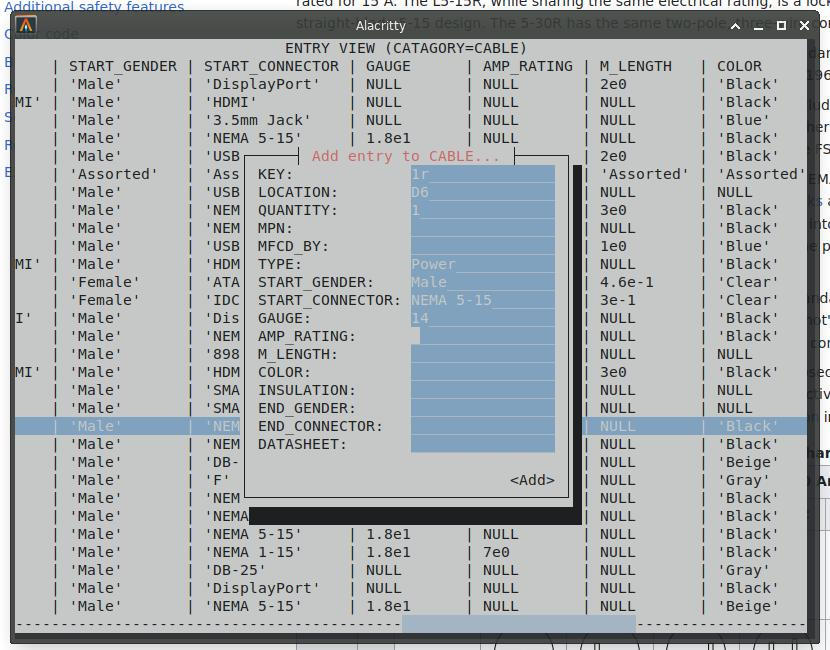 Additional safety features
rated for 15 A. The L5-15R, while sharing the same electrical rating, is a lock
Alacritty
straight 5-15 design. The 5-30R has the same two-pole, three-
ENTRY VIEW (CATAGORY=CABLE)
| START_GENDER | START_CONNECTOR | GAUGE | AMP_RATING | M_LENGTH | COLOR
| 'Male' | 'DisplayPort' | NULL | NULL | 2e0 | 'Black'
MI' | 'Male' | 'HDMI' | NULL | NULL | NULL | 'Black'
| 'Male' | '3.5mm Jack' | NULL | NULL | NULL | 'Blue'
| 'Male' | 'NEMA 5-15' | 1.8e1 | NULL | NULL | 'Black'
| 'Male' | 'USB | Add entry to CABLE... | 2e0 | 'Black'
| 'Assorted' | 'Ass KEY: 1r | 'Assorted' | 'Assorted'
| 'Male' | 'USB LOCATION: D6 | NULL | NULL
| 'Male' | 'NEM QUANTITY: 1 | 3e0 | 'Black'
| 'Male' | 'NEM MPN: | NULL | 'Black'
| 'Male' | 'USB MFCD_BY: | 1e0 | 'Blue'
MI' | 'Male' | 'HDM TYPE: Power | NULL | 'Black'
| 'Female' | 'ATA START_GENDER: Male | 4.6e-1 | 'Clear'
| 'Female' | 'IDC START_CONNECTOR: NEMA 5-15 | 3e-1 | 'Clear'
I' | 'Male' | 'Dis GAUGE: 14 | NULL | 'Black'
| 'Male' | 'NEM AMP_RATING: | NULL | 'Black'
| 'Male' | '898 M_LENGTH: | NULL | NULL
MI' | 'Male' | 'HDM COLOR: | 3e0 | 'Black'
| 'Male' | 'SMA INSULATION: | NULL | NULL
| 'Male' | 'SMA END_GENDER: | NULL | NULL
| 'Male' | 'NEM END_CONNECTOR: | NULL | 'Black'
| 'Male' | 'NEM DATASHEET: | NULL | 'Black'
| 'Male' | 'DB- | NULL | 'Beige'
| 'Male' | 'F' <Add> | NULL | 'Gray'
| 'Male' | 'NEM | NULL | 'Black'
| 'Male' | 'NEMA | NULL | 'Black'
| 'Male' | 'NEMA 5-15' | 1.8e1 | NULL | NULL | 'Black'
| 'Male' | 'NEMA 1-15' | 1.8e1 | 7e0 | NULL | 'Black'
| 'Male' | 'DB-25' | NULL | NULL | NULL | 'Gray'
| 'Male' | 'DisplayPort' | NULL | NULL | NULL | 'Black'
| 'Male' | 'NEMA 5-15' | 1.8e1 | NULL | NULL | 'Beige'